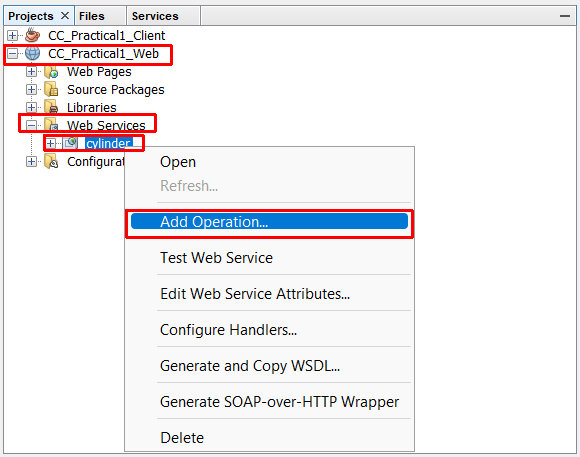 Projects Files Services
CC_Practical1_Client
CC_Practical1_Web
Web Pages
Source Packages
Libraries
Web Services
cylinder
Configurat
Open
Refresh...
Add Operation...
Test Web Service
Edit Web Service Attributes...
Configure Handlers...
Generate and Copy WSDL...
Generate SOAP-over-HTTP Wrapper
Delete